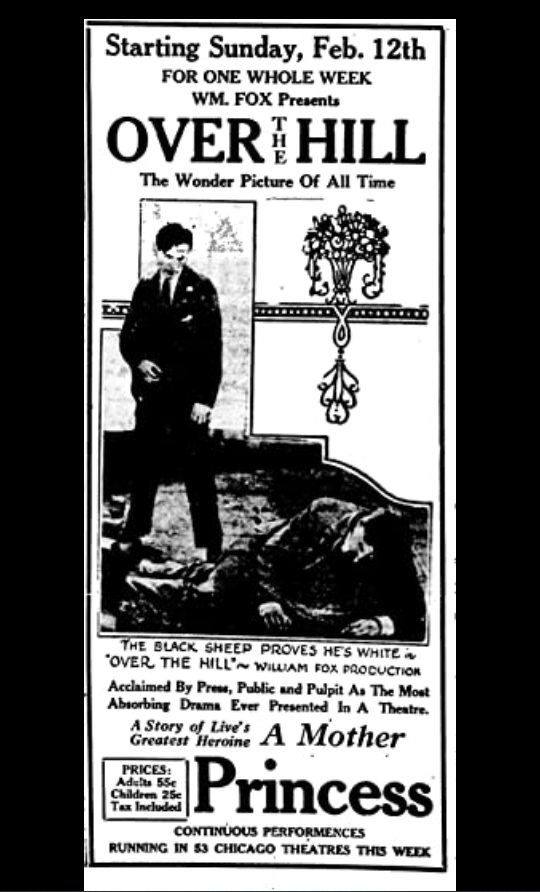 Starting Sunday, Feb. 12th
FOR ONE WHOLE WEEK
WM. FOX Presents
OVER THE HILL
The Wonder Picture Of All Time
THE BLACK SHEEP PROVES HE'S WHITE in
"OVER THE HILL"~ WILLIAM FOX PRODUCTION
Acclaimed By Press, Public and Pulpit As The Most
Absorbing Drama Ever Presented In A Theatre.
A Story of Live's
Greatest Heroine A Mother
PRICES:
Adults 55c
Children 25c
Tax Included
Princess
CONTINUOUS PERFORMENCES
RUNNING IN 53 CHICAGO THEATRES THIS WEEK